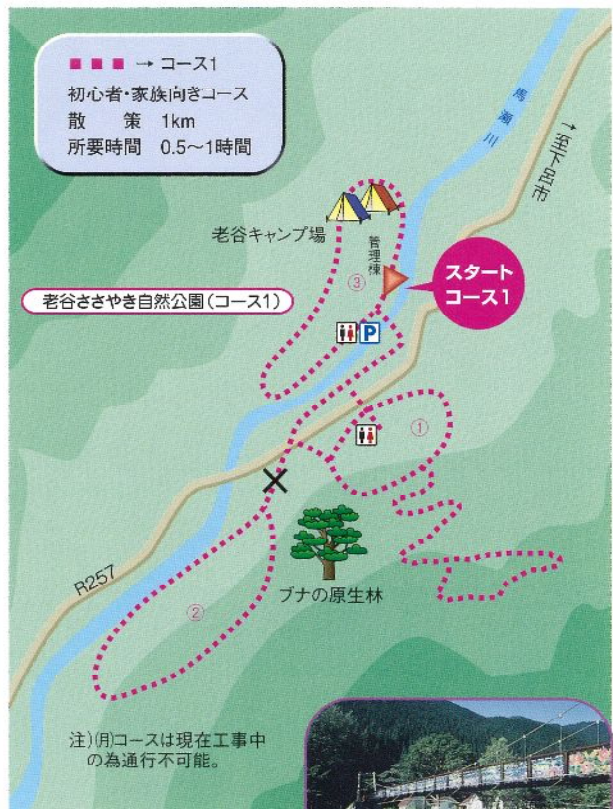 → コース1
初心者・家族向きコース
散　策　1km
所要時間　0.5〜1時間
馬瀬川
→至下呂市
老谷キャンプ場
管理棟
③
スタート
コース1
老谷ささやき自然公園(コース1)
P
①
R257
ブナの原生林
②
注)(月)コースは現在工事中
の為通行不可能。